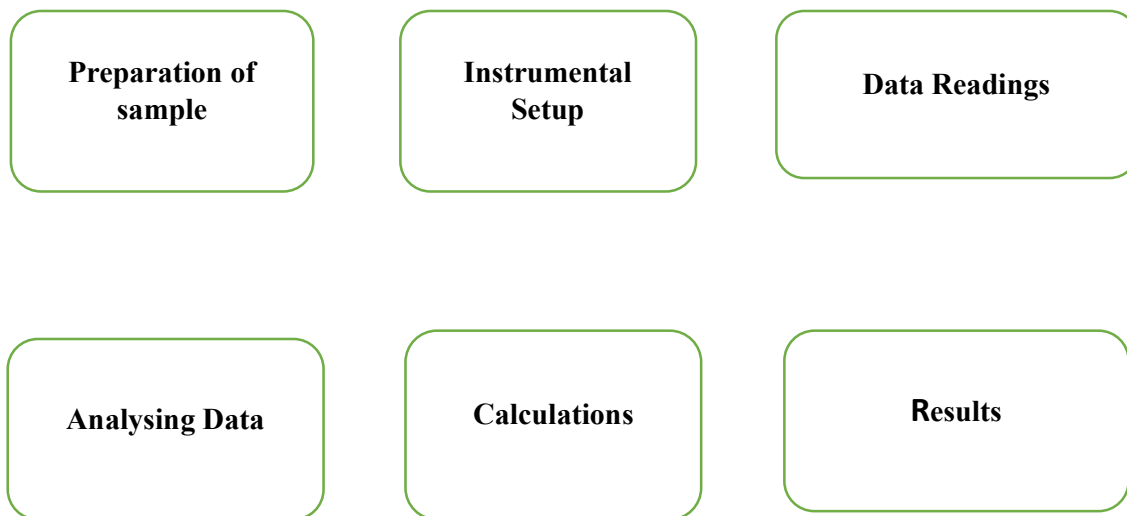 Preparation of
sample
Instrumental
Setup
Data Readings
Analysing Data
Calculations
Results